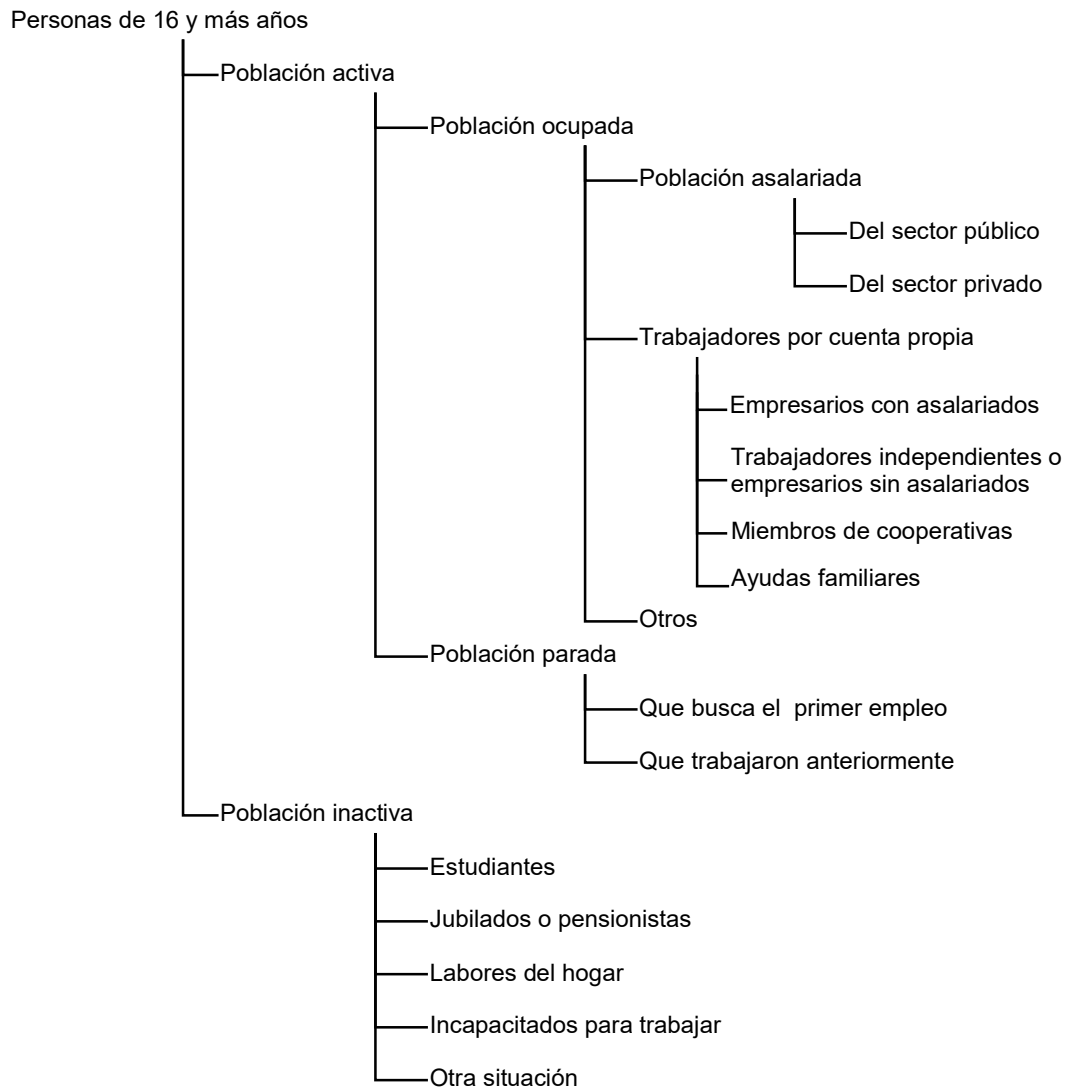 Personas de 16 y más años
Población activa
Población ocupada
Población asalariada
Del sector público
Del sector privado
Trabajadores por cuenta propia
Empresarios con asalariados
Trabajadores independientes o
empresarios sin asalariados
Miembros de cooperativas
Ayudas familiares
Otros
Población parada
Que busca el  primer empleo
Que trabajaron anteriormente
Población inactiva
Estudiantes
Jubilados o pensionistas
Labores del hogar
Incapacitados para trabajar
Otra situación